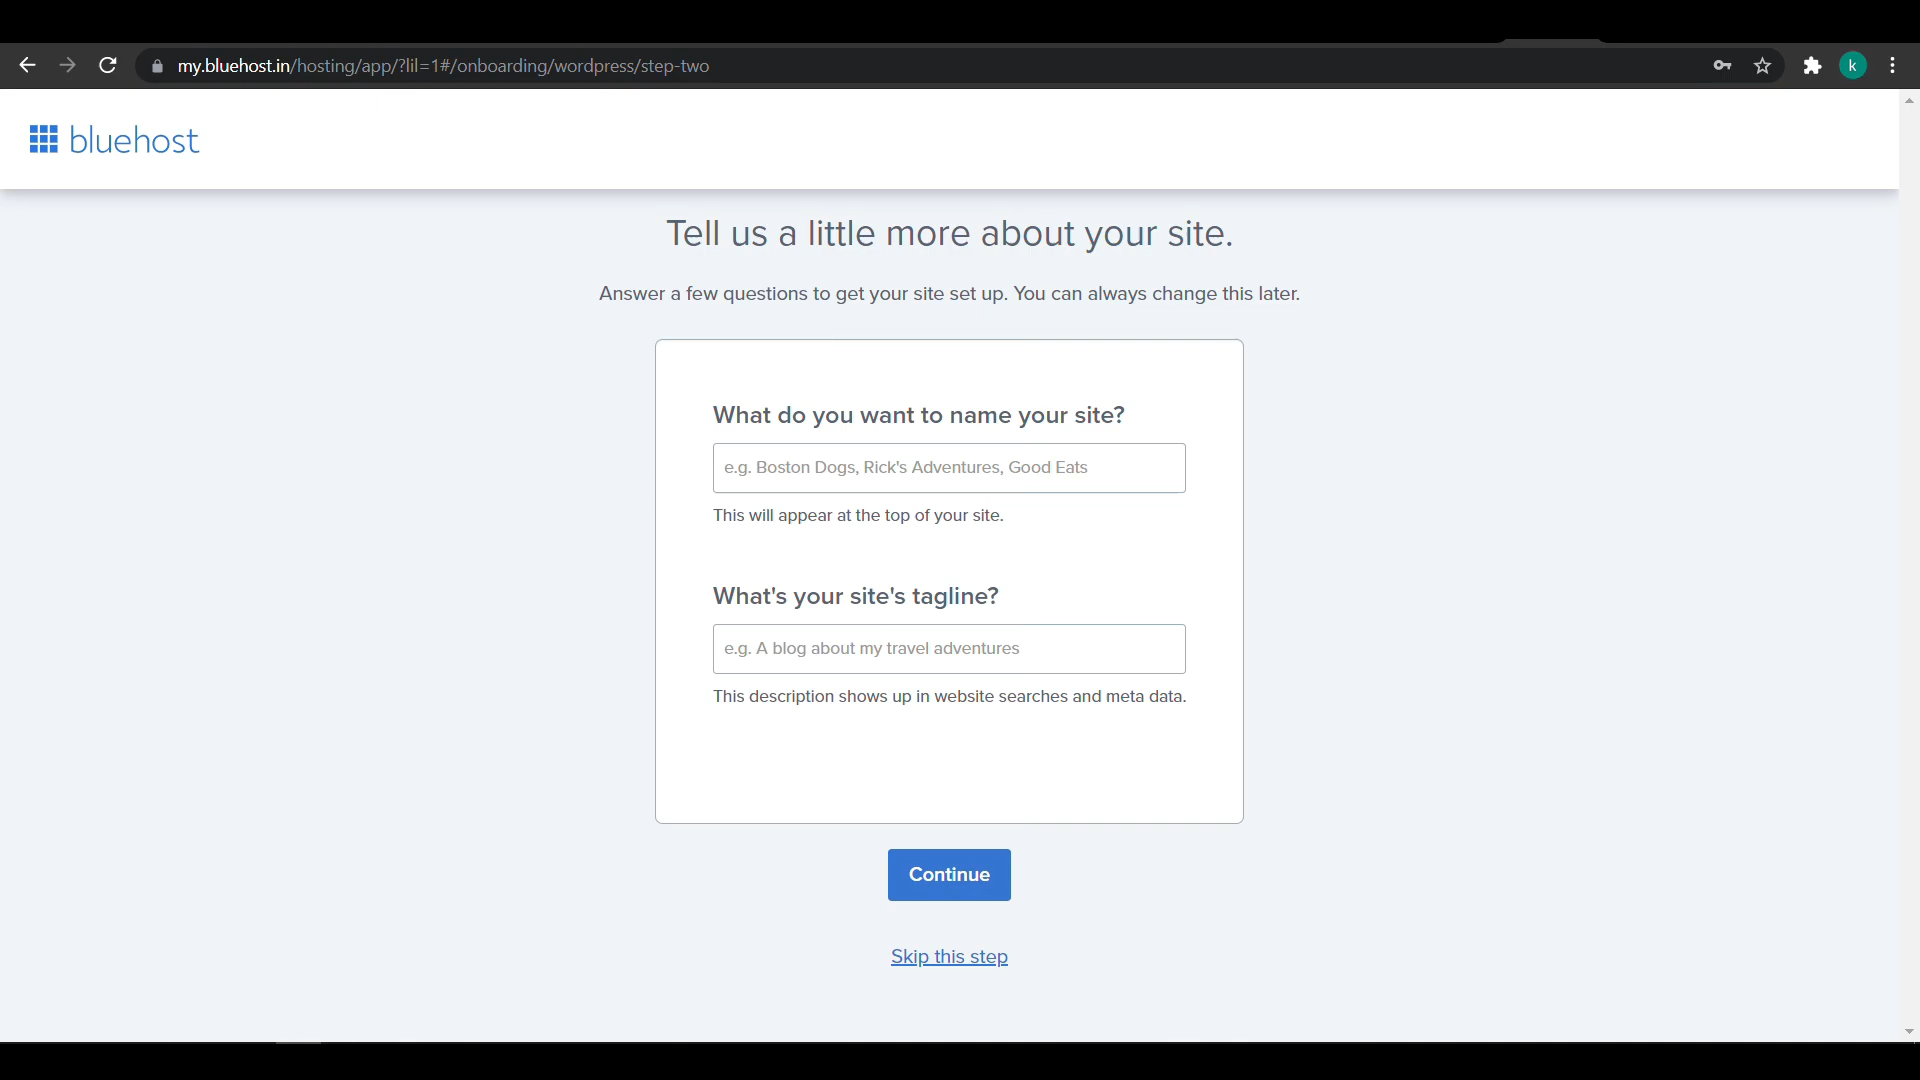 my.bluehost.in/hosting/app/?lil=1#/onboarding/wordpress/step-two
k
bluehost
Tell us a little more about your site.
Answer a few questions to get your site set up. You can always change this later.
What do you want to name your site?
e.g. Boston Dogs, Rick's Adventures, Good Eats
This will appear at the top of your site.
What's your site's tagline?
e.g. A blog about my travel adventures
This description shows up in website searches and meta data.
Continue
Skip this step